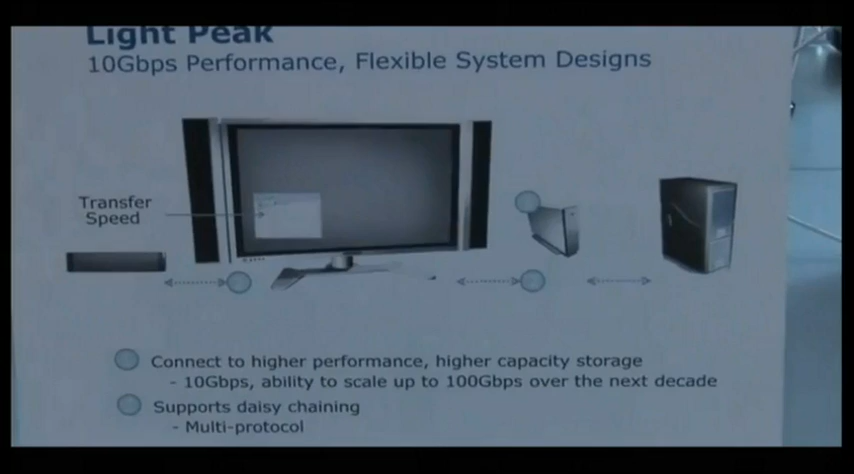 Light Peak
10Gbps Performance, Flexible System Designs
Transfer
Speed
Connect to higher performance, higher capacity storage
- 10Gbps, ability to scale up to 100Gbps over the next decade
Supports daisy chaining
- Multi-protocol